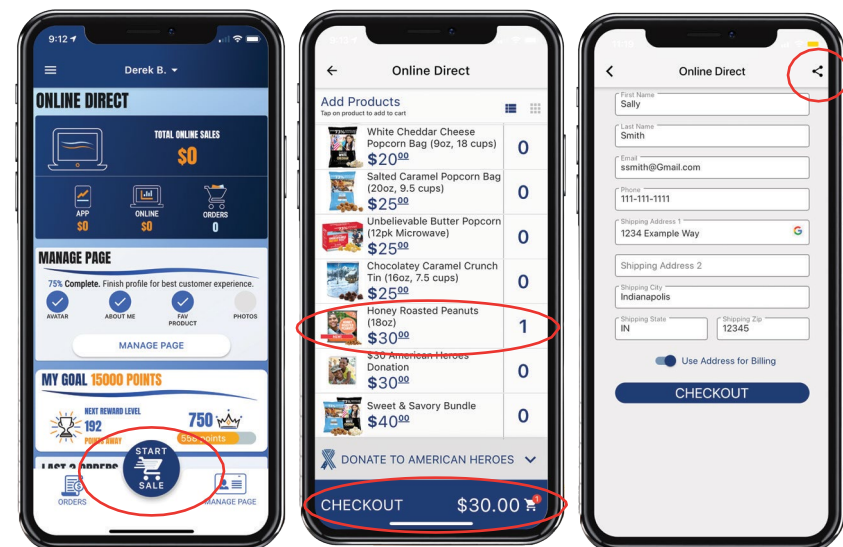 9:12
Derek B.
ONLINE DIRECT
TOTAL ONLINE SALES
$0
APP
$0
ONLINE
$0
ORDERS
0
MANAGE PAGE
75% Complete. Finish profile for best customer experience.
AVATAR
ABOUT ME
FAV
PRODUCT
PHOTOS
MANAGE PAGE
MY GOAL 15000 POINTS
NEXT REWARD LEVEL
192
POINTS AWAY
750
558 points
START
SALE
ORDERS
MANAGE PAGE
Online Direct
Add Products
Tap on product to add to cart
White Cheddar Cheese
Popcorn Bag (9oz, 18 cups)
$20.00
0
Salted Caramel Popcorn Bag
(20oz, 9.5 cups)
$25.00
0
Unbelievable Butter Popcorn
(12pk Microwave)
$25.00
0
Chocolatey Caramel Crunch
Tin (16oz, 7.5 cups)
$25.00
0
Honey Roasted Peanuts
(18oz)
$30.00
1
$30 American Heroes
Donation
$30.00
0
Sweet & Savory Bundle
$40.00
0
DONATE TO AMERICAN HEROES
CHECKOUT $30.00
1
Online Direct
First Name
Sally
Last Name
Smith
Email
ssmith@Gmail.com
Phone
111-111-1111
Shipping Address 1
1234 Example Way
G
Shipping Address 2
Shipping City
Indianapolis
Shipping State
IN
Shipping Zip
12345
Use Address for Billing
CHECKOUT